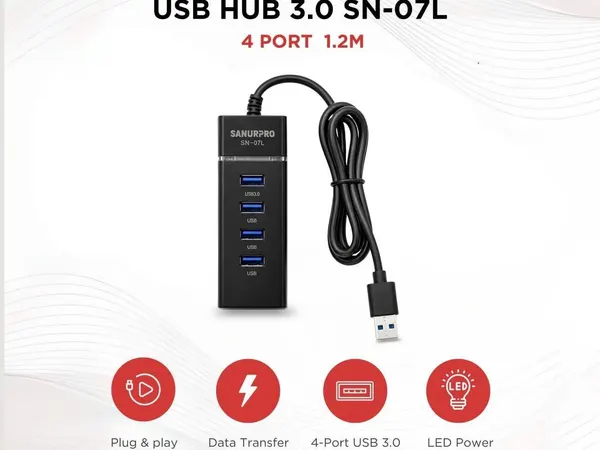 USB HUB 3.0 SN-07L
4 PORT 1.2M
SANURPRO
SN-07L
USB3.0
USB
USB
USB
LED
Plug & play
Data Transfer
4-Port USB 3.0
LED Power